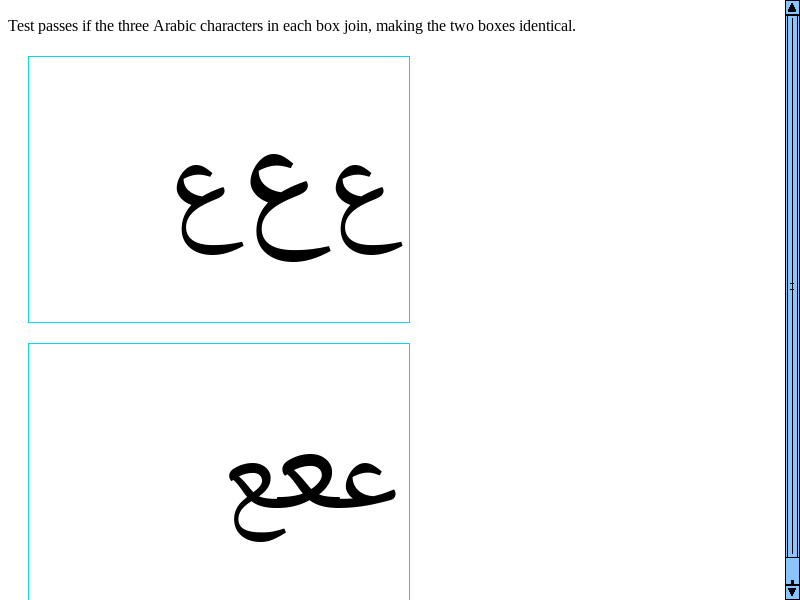 Test passes if the three Arabic characters in each box join, making the two boxes identical.
ع ع ع
ععع